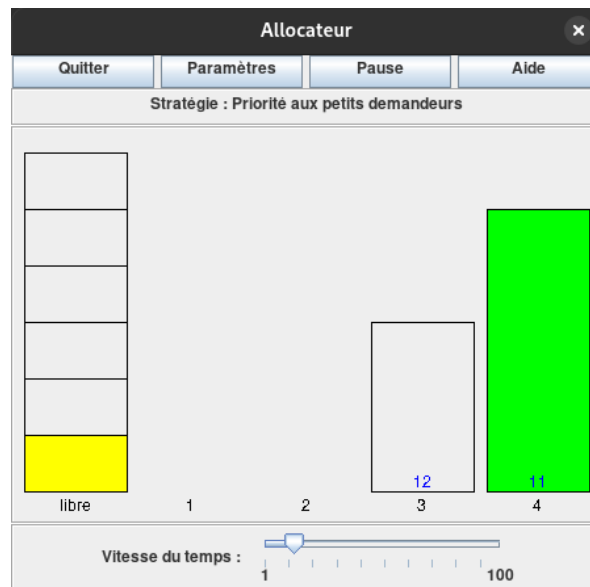 Allocateur
Quitter Paramètres Pause Aide
Stratégie : Priorité aux petits demandeurs
12 11
libre 1 2 3 4
Vitesse du temps :
1 100